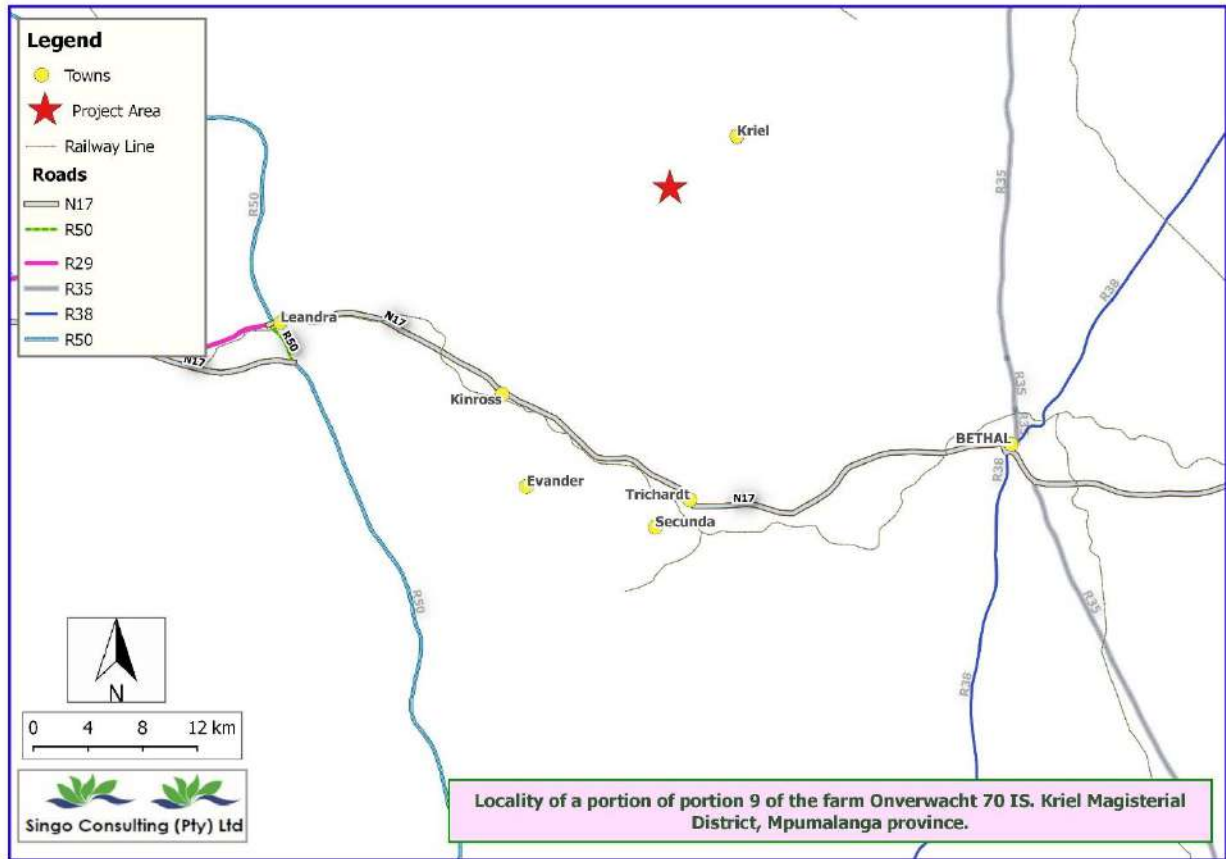 Legend
Towns
Project Area
Railway Line
Roads
N17
R50
R29
R35
R38
R50
Kriel
R50
R35
R38
Leandra
N17
R50
N17
R35
Kinross
BETHAL
R38
Evander
Trichardt
N17
Secunda
R50
R35
R38
N
0 4 8 12 km
Singo Consulting (Pty) Ltd
Locality of a portion of portion 9 of the farm Onverwacht 70 IS. Kriel Magisterial
District, Mpumalanga province.